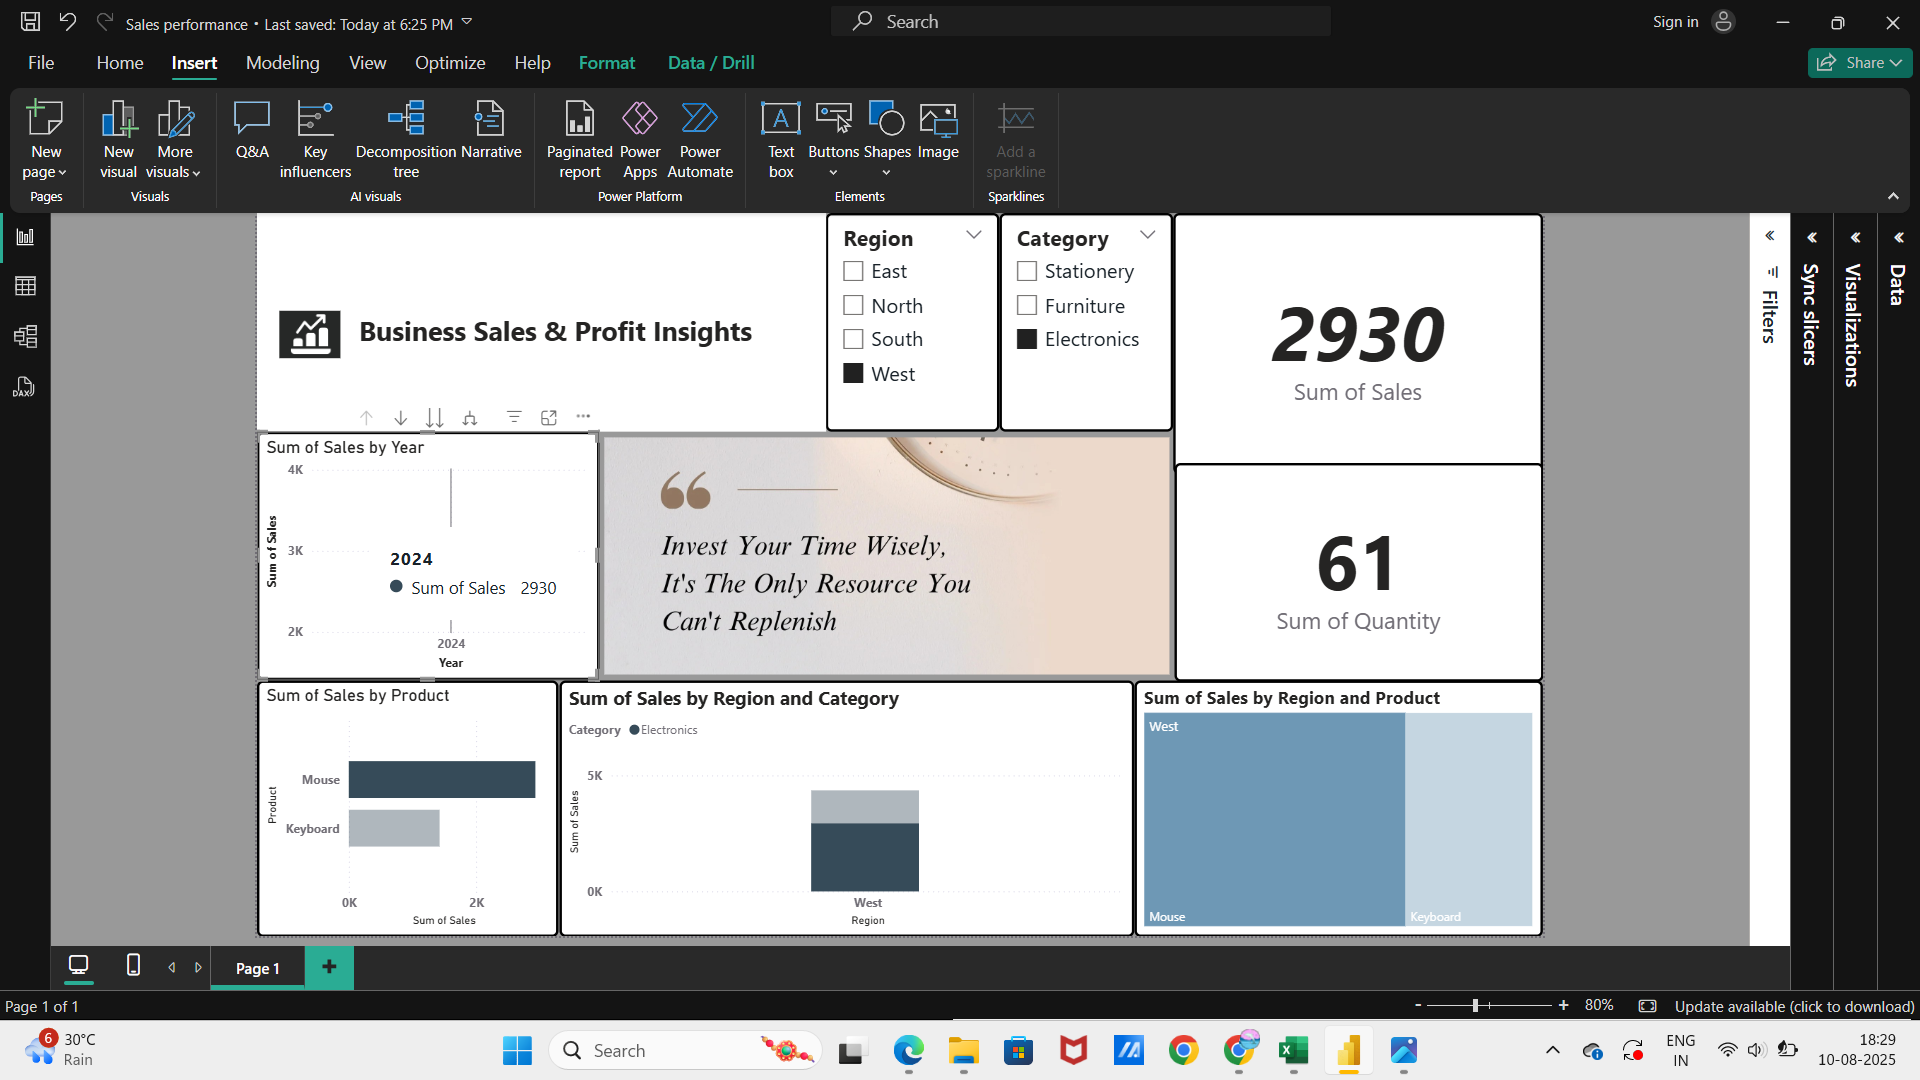 Sales performance • Last saved: Today at 6:25 PM
Search
Sign in
File
Home
Insert
Modeling
View
Optimize
Help
Format
Data / Drill
Share
New page
New visual
More visuals
Q&A
Key influencers
Decomposition tree
Narrative
Paginated report
Power Apps
Power Automate
Text box
Buttons
Shapes
Image
Add a sparkline
Pages
Visuals
AI visuals
Power Platform
Elements
Sparklines
DAX
Business Sales & Profit Insights
Region
East
North
South
West
Category
Stationery
Furniture
Electronics
2930
Sum of Sales
Filters
Sync slicers
Visualizations
Data
Sum of Sales by Year
4K
3K
2K
Sum of Sales
2024
Sum of Sales 2930
2024
Year
Invest Your Time Wisely,
It's The Only Resource You
Can't Replenish
61
Sum of Quantity
Sum of Sales by Product
Product
Mouse
Keyboard
0K
2K
Sum of Sales
Sum of Sales by Region and Category
Category
Electronics
5K
0K
Sum of Sales
West
Region
Sum of Sales by Region and Product
West
Mouse
Keyboard
Page 1
Page 1 of 1
- + 80%
Update available (click to download)
6
30°C
Rain
Search
ENG
IN
18:29
10-08-2025